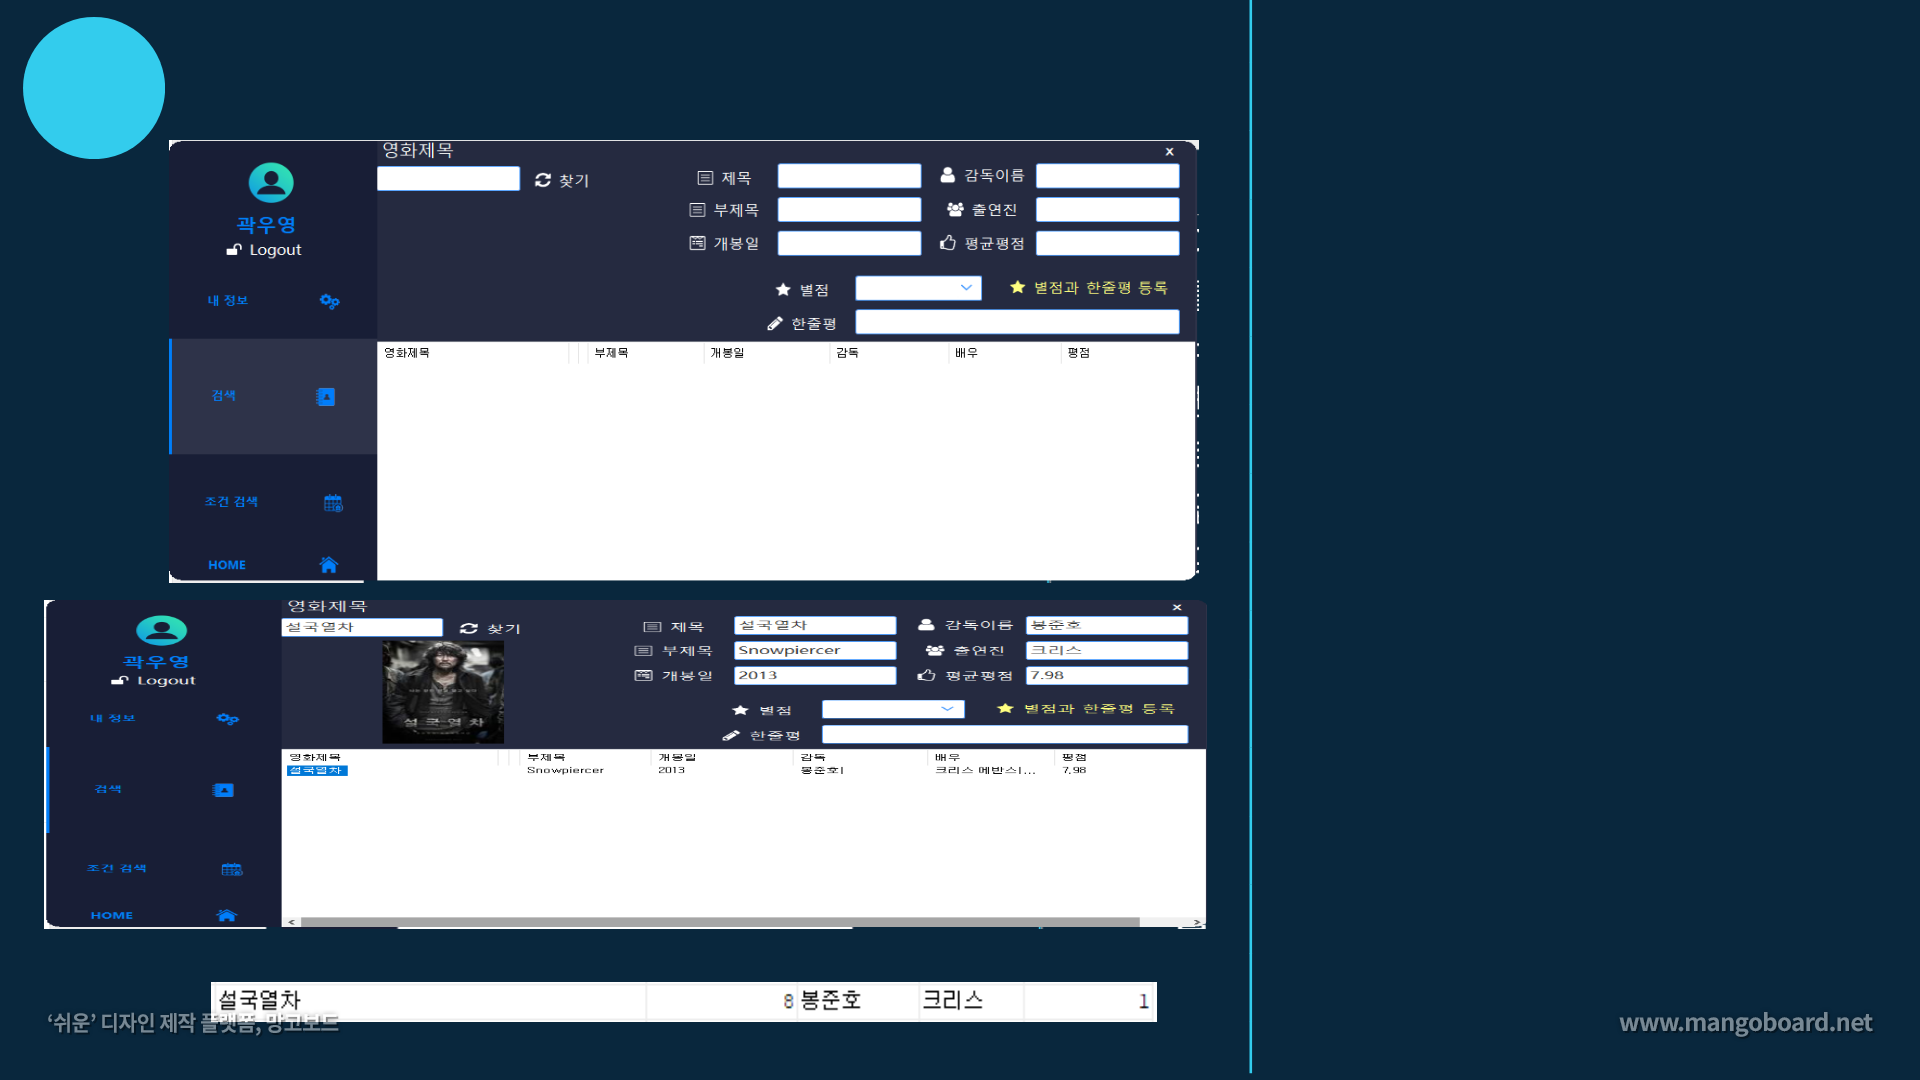 영화제목
찾기
제목
감독이름
부제목
출연진
개봉일
평균평점
별점
별점과 한줄평 등록
한줄평
곽우영
Logout
내 정보
검색
조건 검색
HOME
영화제목 부제목 개봉일 감독 배우 평점
영화제목
설국열차
찾기
제목 설국열차
감독이름 봉준호
부제목 Snowpiercer
출연진 크리스
개봉일 2013
평균평점 7.98
별점
별점과 한줄평 등록
한줄평
설국열차
곽우영
Logout
내 정보
검색
조건 검색
HOME
영화제목 부제목 개봉일 감독 배우 평점
설국열차 Snowpiercer 2013 봉준호| 크리스 에반스|... 7,98
설국열차 8 봉준호 크리스 1
‘쉬운’ 디자인 제작 플랫폼, 망고보드
www.mangoboard.net